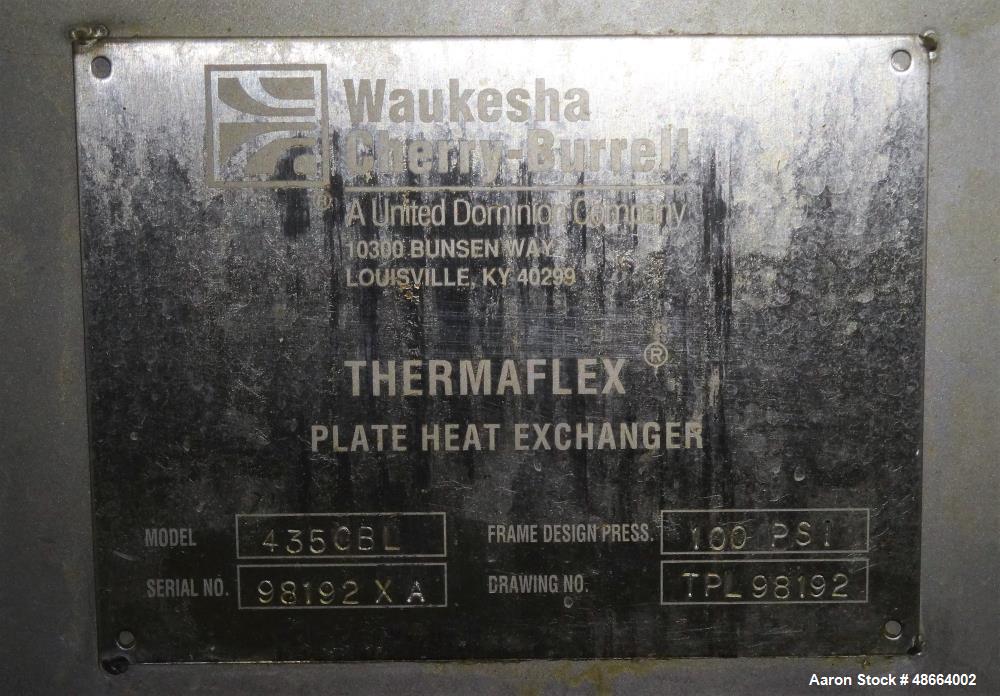 Waukesha
Cherry-Burrell
®
A United Dominion Company
10300 BUNSEN WAY
LOUISVILLE, KY 40299
THERMAFLEX ®
PLATE HEAT EXCHANGER
MODEL 435CBL FRAME DESIGN PRESS. 100 PSI
SERIAL NO. 98192 X A DRAWING NO. TPL 98192
Aaron Stock # 48664002